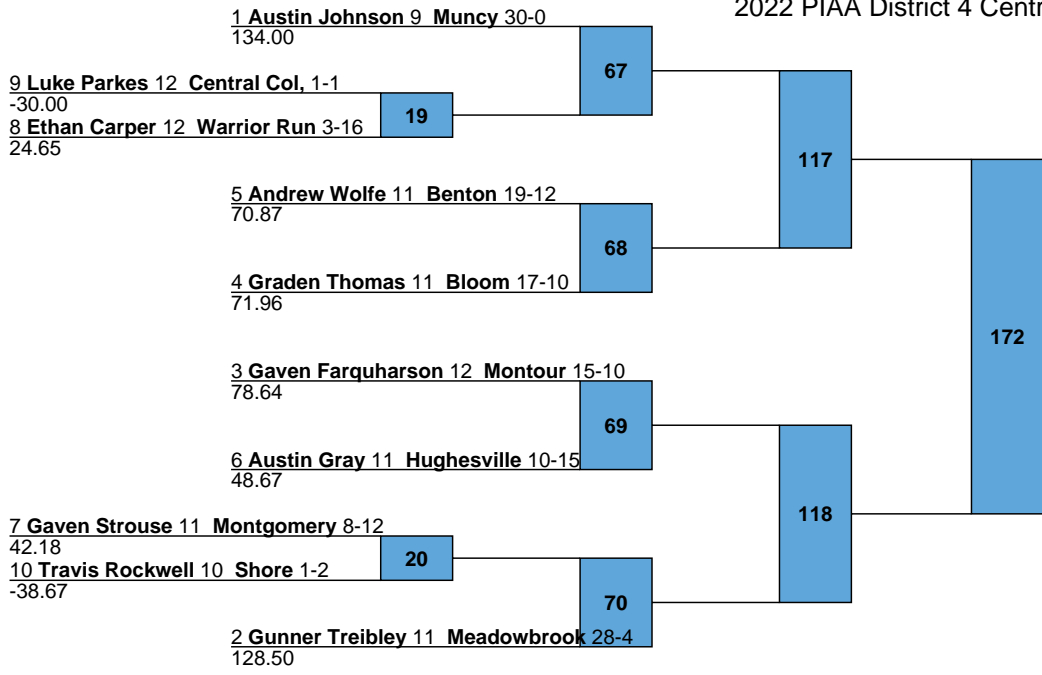 2022 PIAA District 4 Centr
1 Austin Johnson 9 Muncy 30-0
134.00
67
9 Luke Parkes 12 Central Col, 1-1
-30.00
19
8 Ethan Carper 12 Warrior Run 3-16
24.65
117
5 Andrew Wolfe 11 Benton 19-12
70.87
68
4 Graden Thomas 11 Bloom 17-10
71.96
172
3 Gaven Farquharson 12 Montour 15-10
78.64
69
6 Austin Gray 11 Hughesville 10-15
48.67
118
7 Gaven Strouse 11 Montgomery 8-12
42.18
20
10 Travis Rockwell 10 Shore 1-2
-38.67
70
2 Gunner Treibley 11 Meadowbrook 28-4
128.50